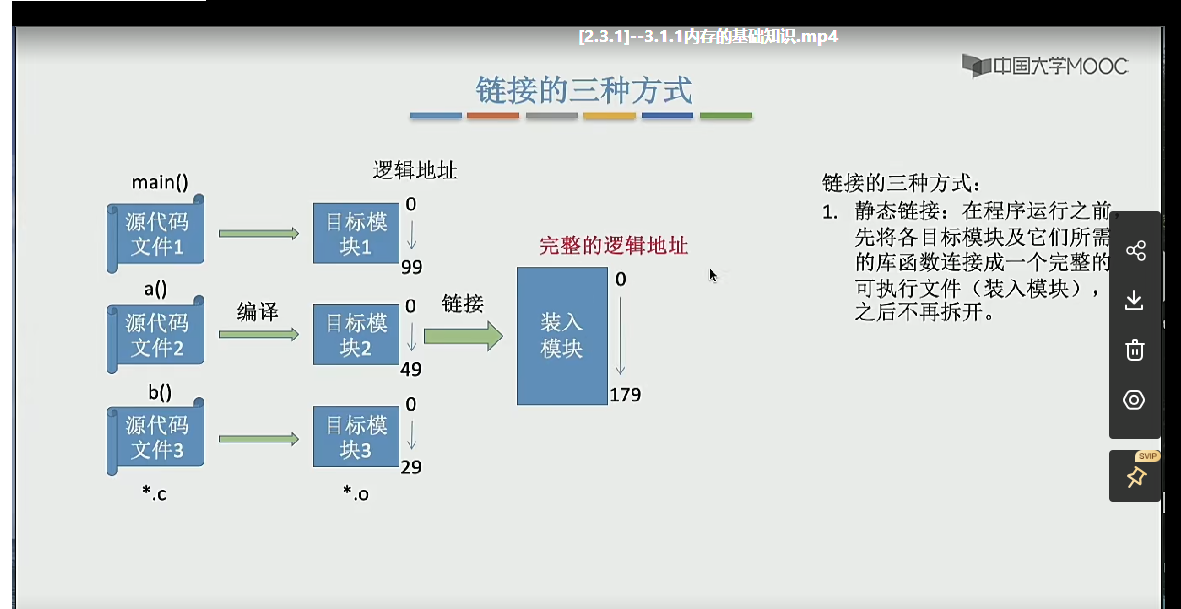 [2.3.1]--3.1.1内存的基础知识.mp4
中国大学MOOC
链接的三种方式
逻辑地址
main()
源代码
文件1
目标模
块1
0
99
a()
源代码
文件2
编译
目标模
块2
0
49
链接
完整的逻辑地址
装入
模块
0
179
b()
源代码
文件3
目标模
块3
0
29
*.c
*.o
链接的三种方式：
1. 静态链接：在程序运行之前，
先将各目标模块及它们所需
的库函数连接成一个完整的
可执行文件（装入模块），
之后不再拆开。
SVIP